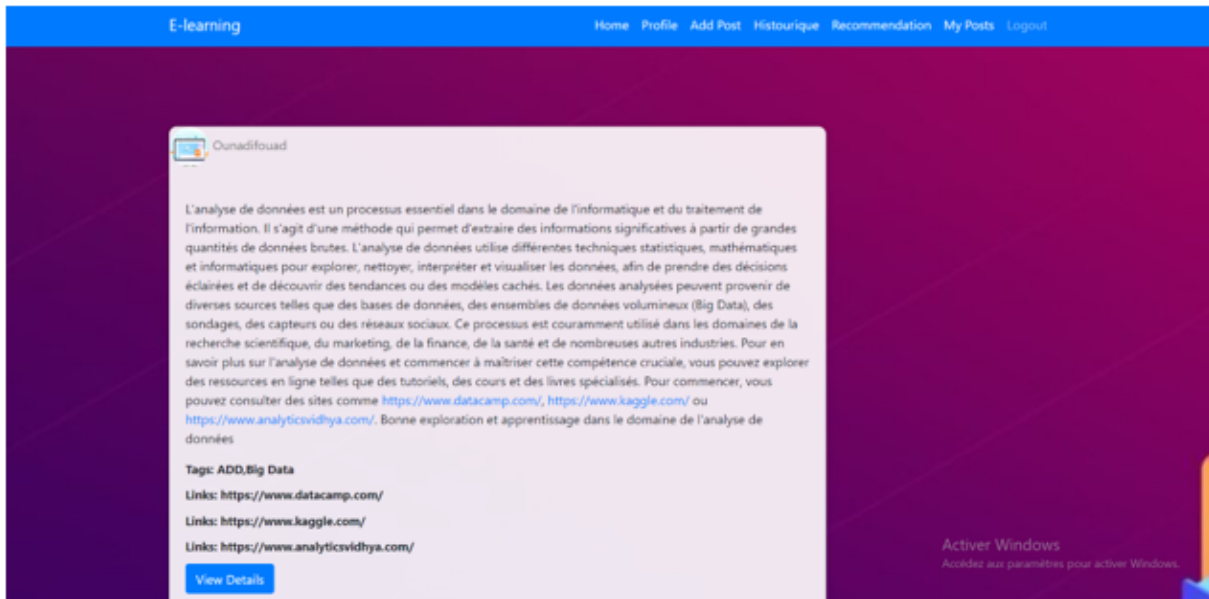 E-learning
Home Profile Add Post Histourique Recommendation My Posts Logout
Ounadifouad
L'analyse de données est un processus essentiel dans le domaine de l'informatique et du traitement de
l'information. Il s'agit d'une méthode qui permet d'extraire des informations significatives à partir de grandes
quantités de données brutes. L'analyse de données utilise différentes techniques statistiques, mathématiques
et informatiques pour explorer, nettoyer, interpréter et visualiser les données, afin de prendre des décisions
éclairées et de découvrir des tendances ou des modèles cachés. Les données analysées peuvent provenir de
diverses sources telles que des bases de données, des ensembles de données volumineux (Big Data), des
sondages, des capteurs ou des réseaux sociaux. Ce processus est couramment utilisé dans les domaines de la
recherche scientifique, du marketing, de la finance, de la santé et de nombreuses autres industries. Pour en
savoir plus sur l'analyse de données et commencer à maîtriser cette compétence cruciale, vous pouvez explorer
des ressources en ligne telles que des tutoriels, des cours et des livres spécialisés. Pour commencer, vous
pouvez consulter des sites comme https://www.datacamp.com/, https://www.kaggle.com/ ou
https://www.analyticsvidhya.com/. Bonne exploration et apprentissage dans le domaine de l'analyse de
données
Tags: ADD,Big Data
Links: https://www.datacamp.com/
Links: https://www.kaggle.com/
Links: https://www.analyticsvidhya.com/
View Details
Activer Windows
Accédez aux paramètres pour activer Windows.